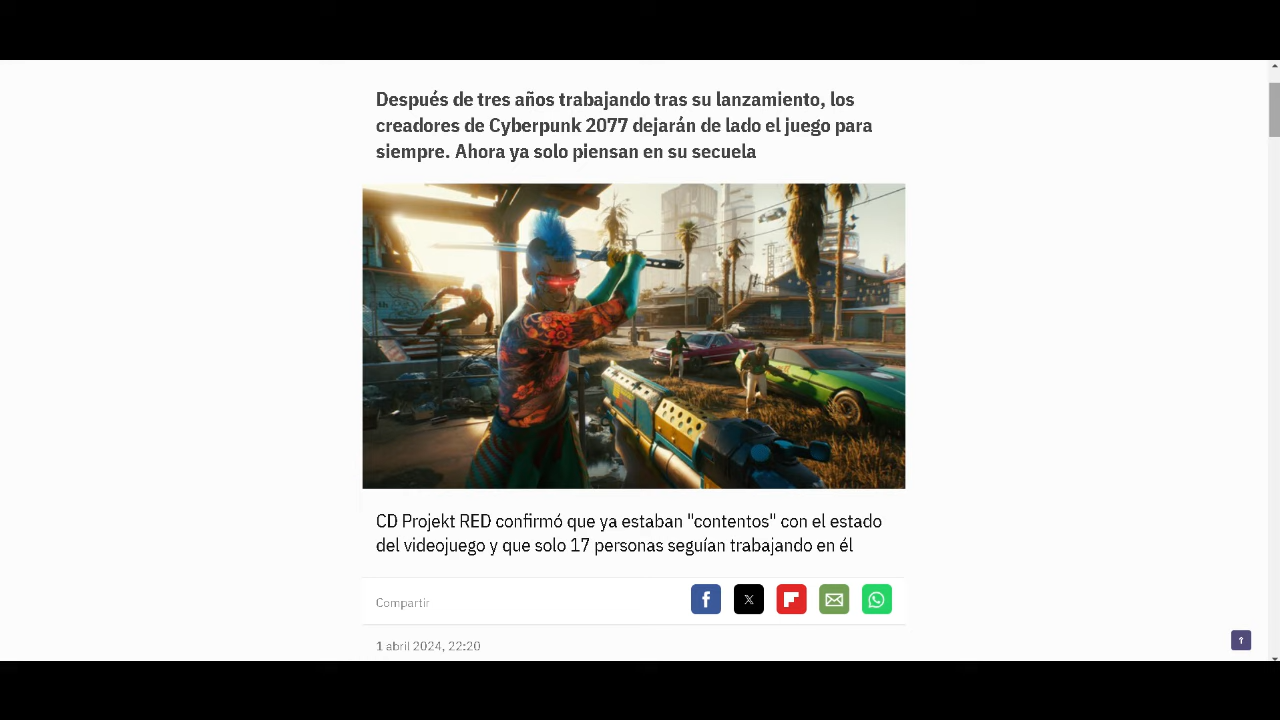 Después de tres años trabajando tras su lanzamiento, los
creadores de Cyberpunk 2077 dejarán de lado el juego para
siempre. Ahora ya solo piensan en su secuela
CD Projekt RED confirmó que ya estaban "contentos" con el estado
del videojuego y que solo 17 personas seguían trabajando en él
Compartir
1 abril 2024, 22:20